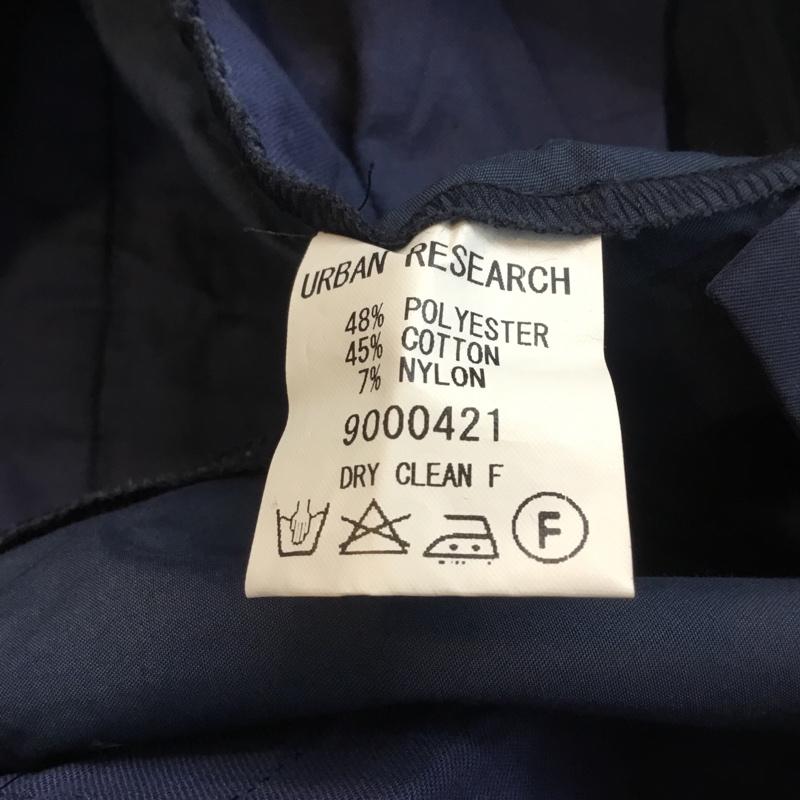 URBAN RESEARCH
48% POLYESTER
45% COTTON
7% NYLON
9000421
DRY CLEAN F
F